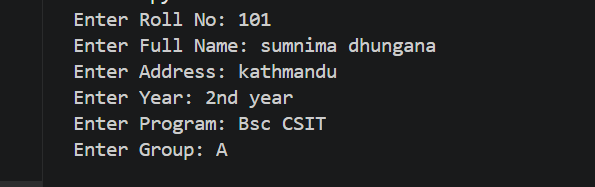 Enter Roll No: 101
Enter Full Name: sumnima dhungana
Enter Address: kathmandu
Enter Year: 2nd year
Enter Program: Bsc CSIT
Enter Group: A